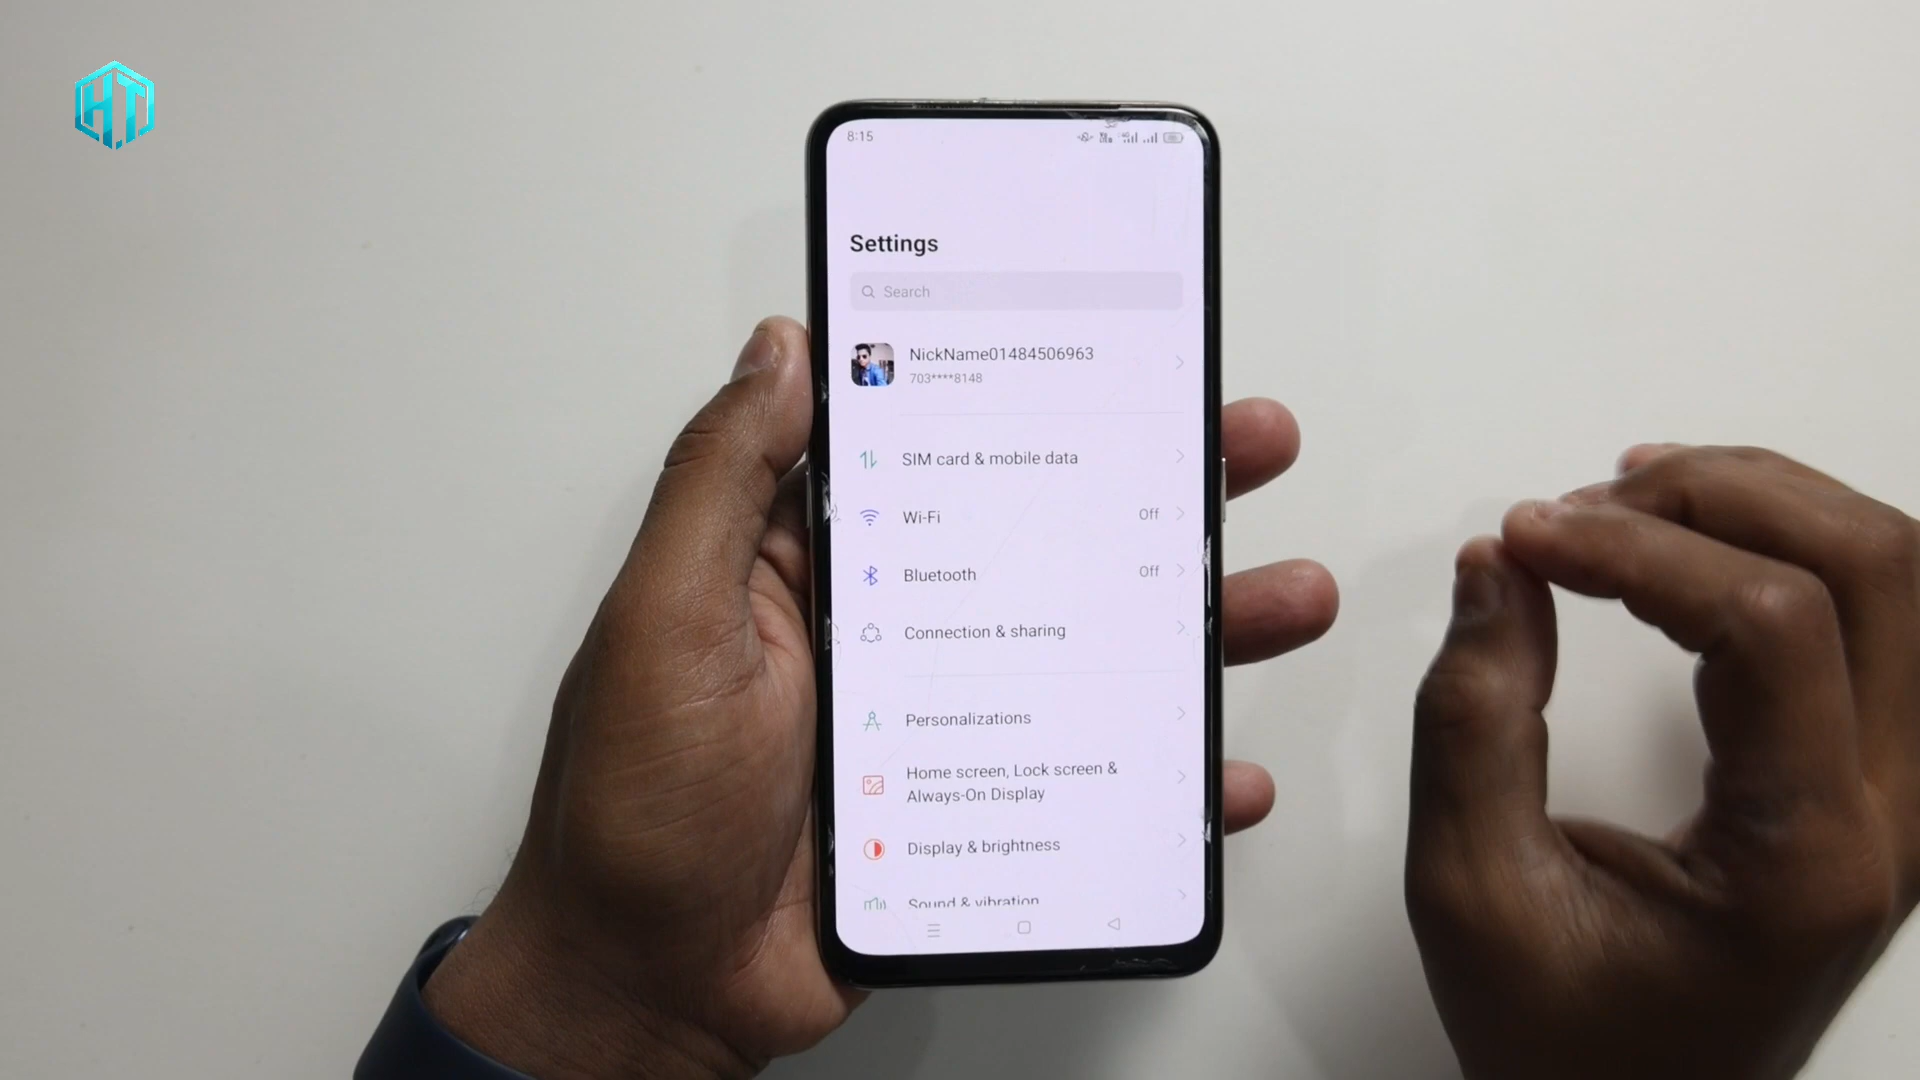 HT
8:15
Settings
Search
NickName01484506963
703****8148
SIM card & mobile data
Wi-Fi Off
Bluetooth Off
Connection & sharing
Personalizations
Home screen, Lock screen &
Always-On Display
Display & brightness
Sound & vibration